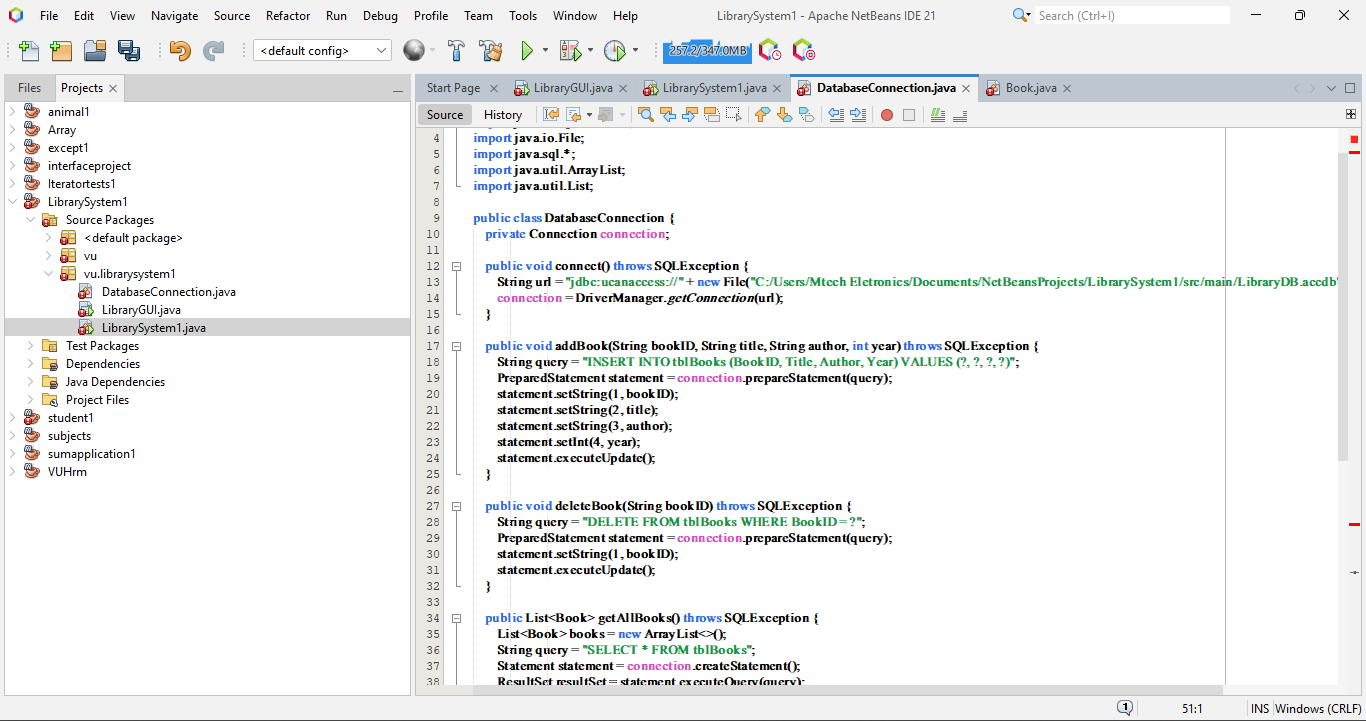 File Edit View Navigate Source Refactor Run Debug Profile Team Tools Window Help LibrarySystem1 - Apache NetBeans IDE 21 Search (Ctrl+I)
<default config> 257.2/347.0MB
Files Projects
Start Page LibraryGUI.java LibrarySystem1.java DatabaseConnection.java Book.java
Source History
animal1
Array
except1
interfaceproject
Iteratortests1
LibrarySystem1
Source Packages
<default package>
vu
vu.librarysystem1
DatabaseConnection.java
LibraryGUI.java
LibrarySystem1.java
Test Packages
Dependencies
Java Dependencies
Project Files
student1
subjects
sumapplication1
VUHrm
4 import java.io.File;
5 import java.sql.*;
6 import java.util.ArrayList;
7 import java.util.List;
8
9 public class DatabaseConnection {
10 private Connection connection;
11
12 public void connect() throws SQLException {
13 String url = "jdbc:ucanaccess://" + new File("C:/Users/Mtech Eletronics/Documents/NetBeansProjects/LibrarySystem1/src/main/LibraryDB.accdb"
14 connection = DriverManager.getConnection(url);
15 }
16
17 public void addBook(String bookID, String title, String author, int year) throws SQLException {
18 String query = "INSERT INTO tblBooks (BookID, Title, Author, Year) VALUES (?, ?, ?, ?)";
19 PreparedStatement statement = connection.prepareStatement(query);
20 statement.setString(1, bookID);
21 statement.setString(2, title);
22 statement.setString(3, author);
23 statement.setInt(4, year);
24 statement.executeUpdate();
25 }
26
27 public void deleteBook(String bookID) throws SQLException {
28 String query = "DELETE FROM tblBooks WHERE BookID = ?";
29 PreparedStatement statement = connection.prepareStatement(query);
30 statement.setString(1, bookID);
31 statement.executeUpdate();
32 }
33
34 public List<Book> getAllBooks() throws SQLException {
35 List<Book> books = new ArrayList<>();
36 String query = "SELECT * FROM tblBooks";
37 Statement statement = connection.createStatement();
38 ResultSet resultSet = statement.executeQuery(query);
1 51:1 INS Windows (CRLF)